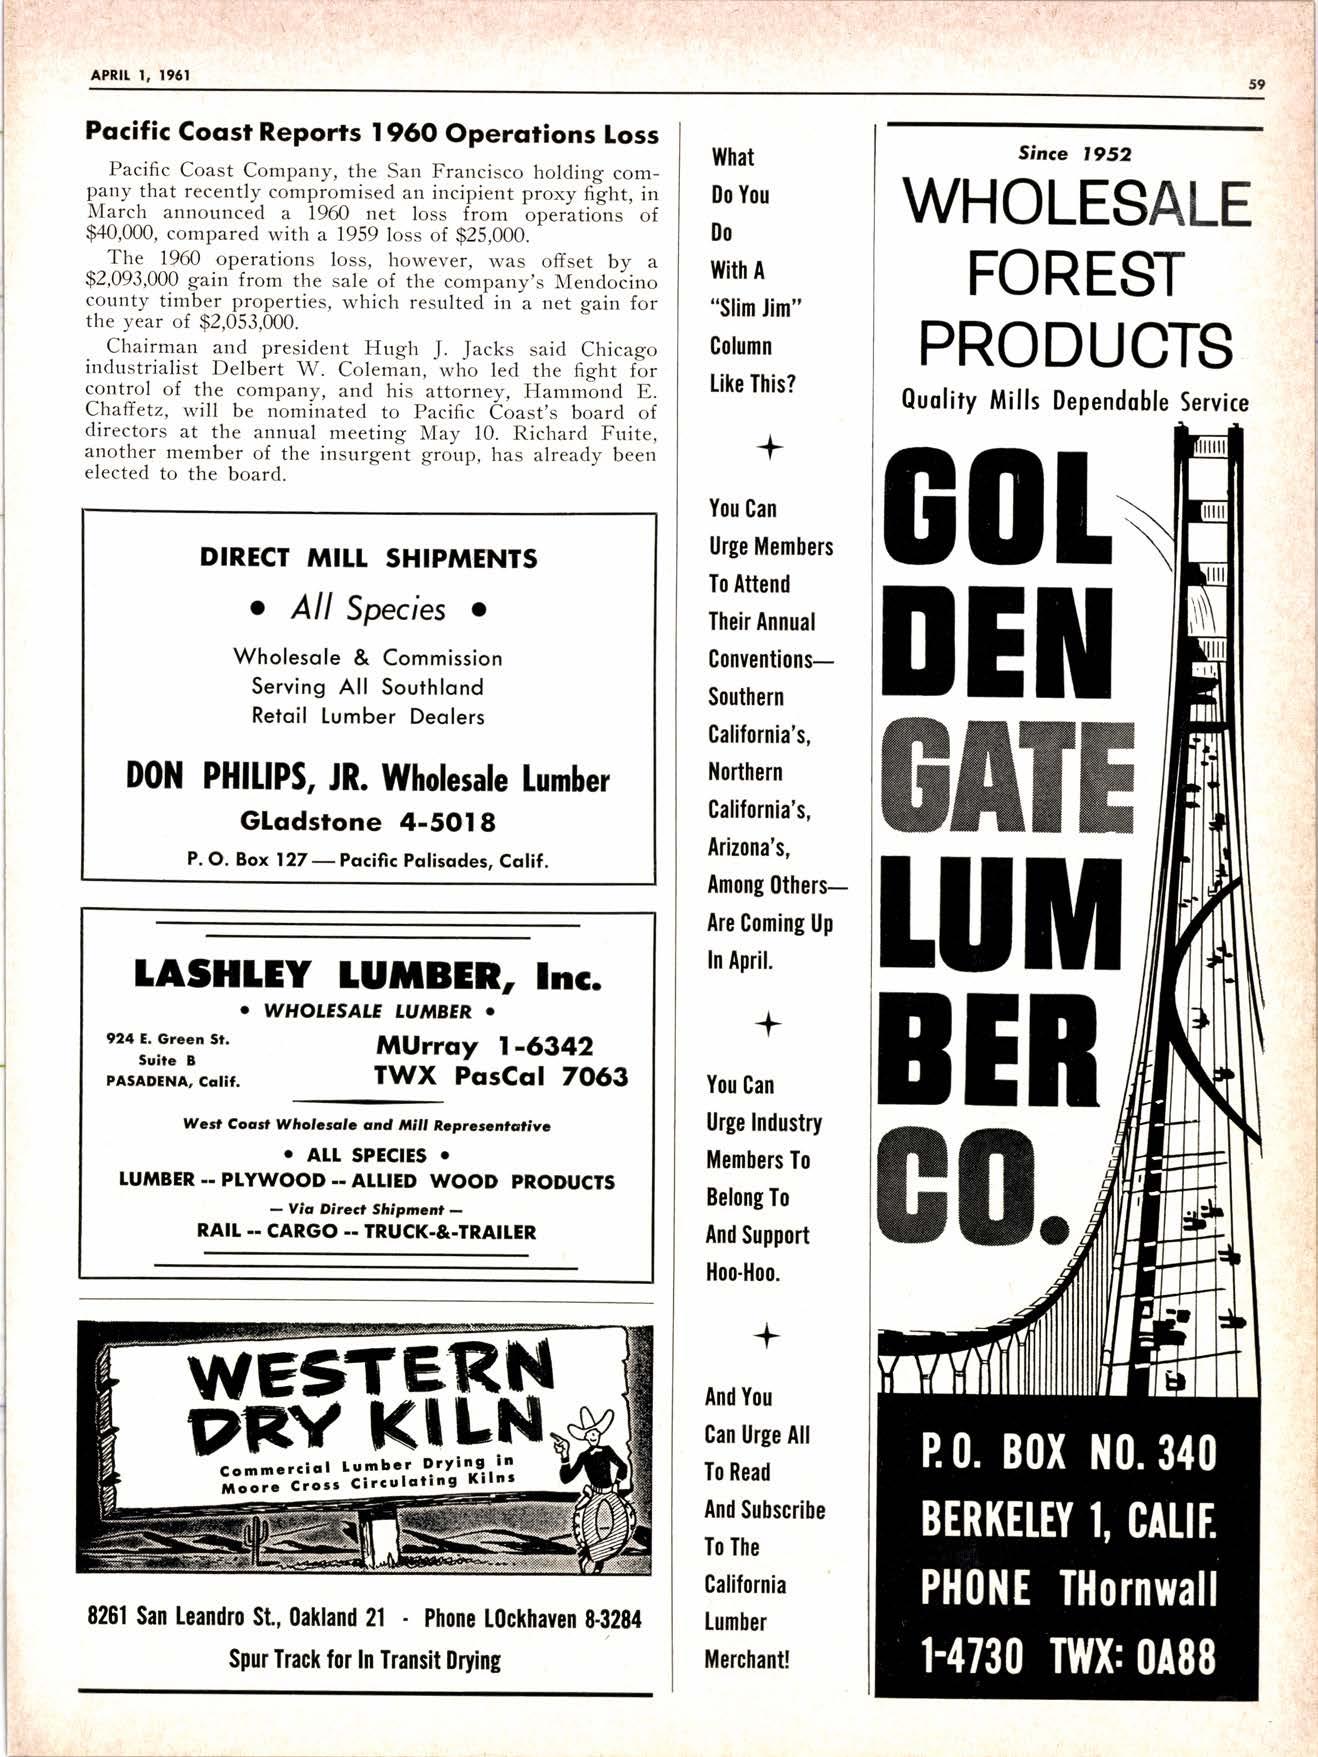 APRIL 1, 1961
59
Pacific Coast Reports 1960 Operations Loss
Pacific Coast Company, the San Francisco holding com-
pany that recently compromised an incipient proxy fight, in
March announced a 1960 net loss from operations of
$40,000, compared with a 1959 loss of $25,000.
The 1960 operations loss, however, was offset by a
$2,093,000 gain from the sale of the company's Mendocino
county timber properties, which resulted in a net gain for
the year of $2,053,000.
Chairman and president Hugh J. Jacks said Chicago
industrialist Delbert W. Coleman, who led the fight for
control of the company, and his attorney, Hammond E.
Chaffetz, will be nominated to Pacific Coast's board of
directors at the annual meeting May 10. Richard Fuite,
another member of the insurgent group, has already been
elected to the board.
DIRECT MILL SHIPMENTS
• All Species •
Wholesale & Commission
Serving All Southland
Retail Lumber Dealers
DON PHILIPS, JR. Wholesale Lumber
GLadstone 4-5018
P. O. Box 127 — Pacific Palisades, Calif.
LASHLEY LUMBER, Inc.
• WHOLESALE LUMBER •
924 E. Green St.
Suite B
PASADENA, Calif.
MUrray 1-6342
TWX PasCal 7063
West Coast Wholesale and Mill Representative
• ALL SPECIES •
LUMBER -- PLYWOOD -- ALLIED WOOD PRODUCTS
— Via Direct Shipment —
RAIL -- CARGO -- TRUCK-&-TRAILER
WESTERN
DRY KILN
Commercial Lumber Drying in
Moore Cross Circulating Kilns
8261 San Leandro St., Oakland 21 - Phone LOckhaven 8-3284
Spur Track for In Transit Drying
What
Do You
Do
With A
"Slim Jim"
Column
Like This?
You Can
Urge Members
To Attend
Their Annual
Conventions—
Southern
California's,
Northern
California's,
Arizona's,
Among Others—
Are Coming Up
In April.
You Can
Urge Industry
Members To
Belong To
And Support
Hoo-Hoo.
And You
Can Urge All
To Read
And Subscribe
To The
California
Lumber
Merchant!
Since 1952
WHOLESALE
FOREST
PRODUCTS
Quality Mills Dependable Service
GOL
DEN
GATE
LUM
BER
CO.
P.O. BOX NO. 340
BERKELEY 1, CALIF.
PHONE THornwall
1-4730 TWX: OA88